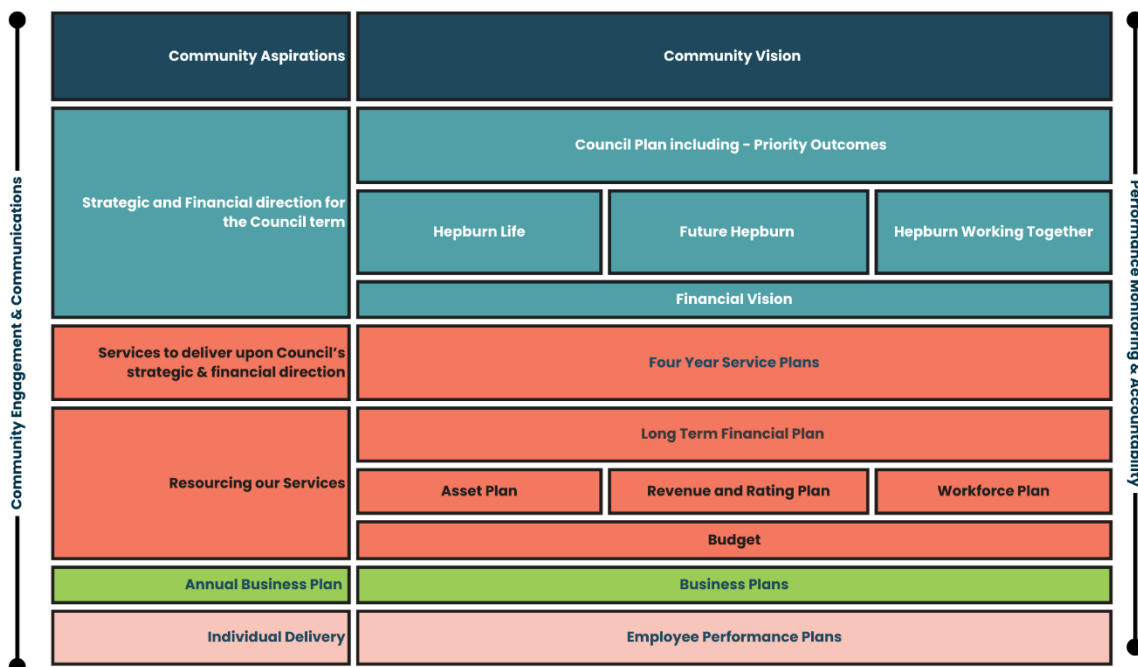 Community Engagement & Communications
Community Aspirations
Community Vision
Strategic and Financial direction for
the Council term
Council Plan including - Priority Outcomes
Hepburn Life
Future Hepburn
Hepburn Working Together
Financial Vision
Services to deliver upon Council's
strategic & financial direction
Four Year Service Plans
Resourcing our Services
Long Term Financial Plan
Asset Plan
Revenue and Rating Plan
Workforce Plan
Budget
Annual Business Plan
Business Plans
Individual Delivery
Employee Performance Plans
Performance Monitoring & Accountability